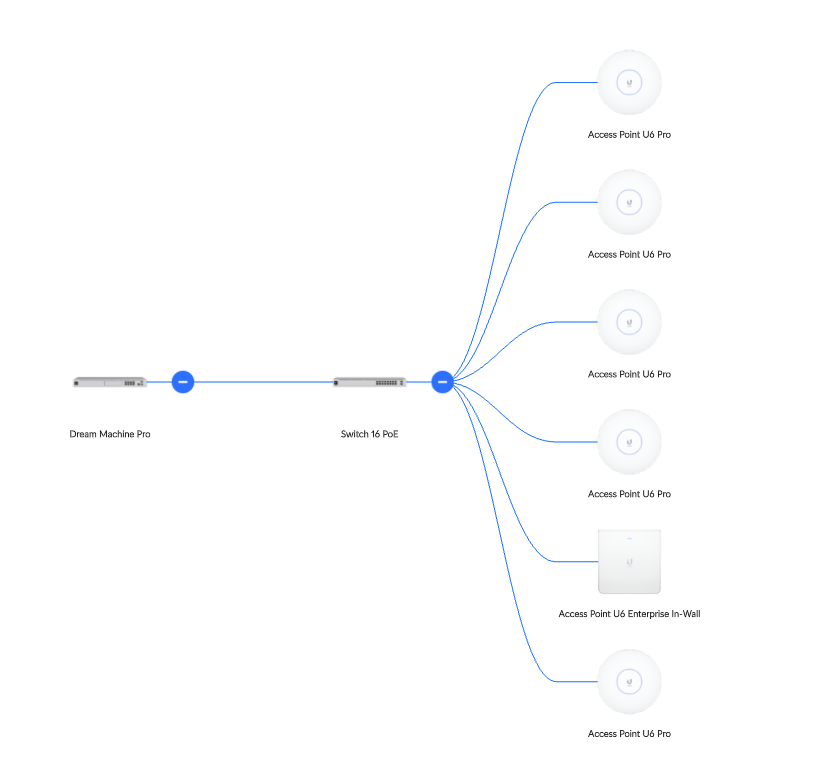 Access Point U6 Pro
Access Point U6 Pro
Access Point U6 Pro
Dream Machine Pro
Switch 16 PoE
Access Point U6 Pro
Access Point U6 Enterprise In-Wall
Access Point U6 Pro